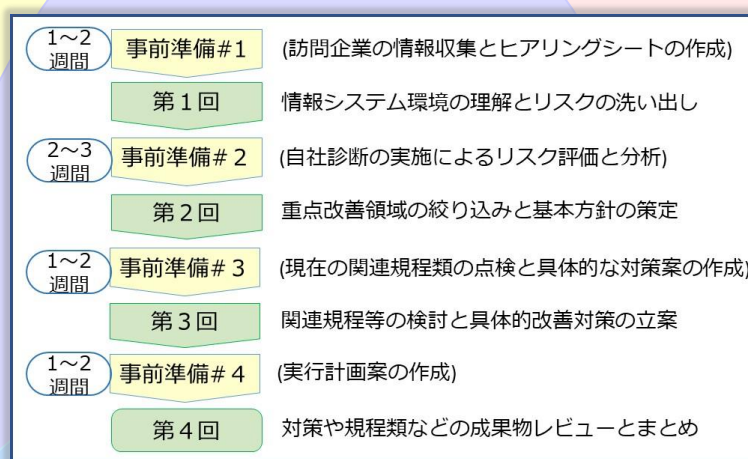 1～2週間 事前準備#1 (訪問企業の情報収集とヒアリングシートの作成)
第１回 情報システム環境の理解とリスクの洗い出し
2～3週間 事前準備＃２ (自社診断の実施によるリスク評価と分析)
第２回 重点改善領域の絞り込みと基本方針の策定
1～2週間 事前準備＃３ (現在の関連規程類の点検と具体的な対策案の作成)
第３回 関連規程等の検討と具体的改善対策の立案
1～2週間 事前準備＃４ (実行計画案の作成)
第４回 対策や規程類などの成果物レビューとまとめ